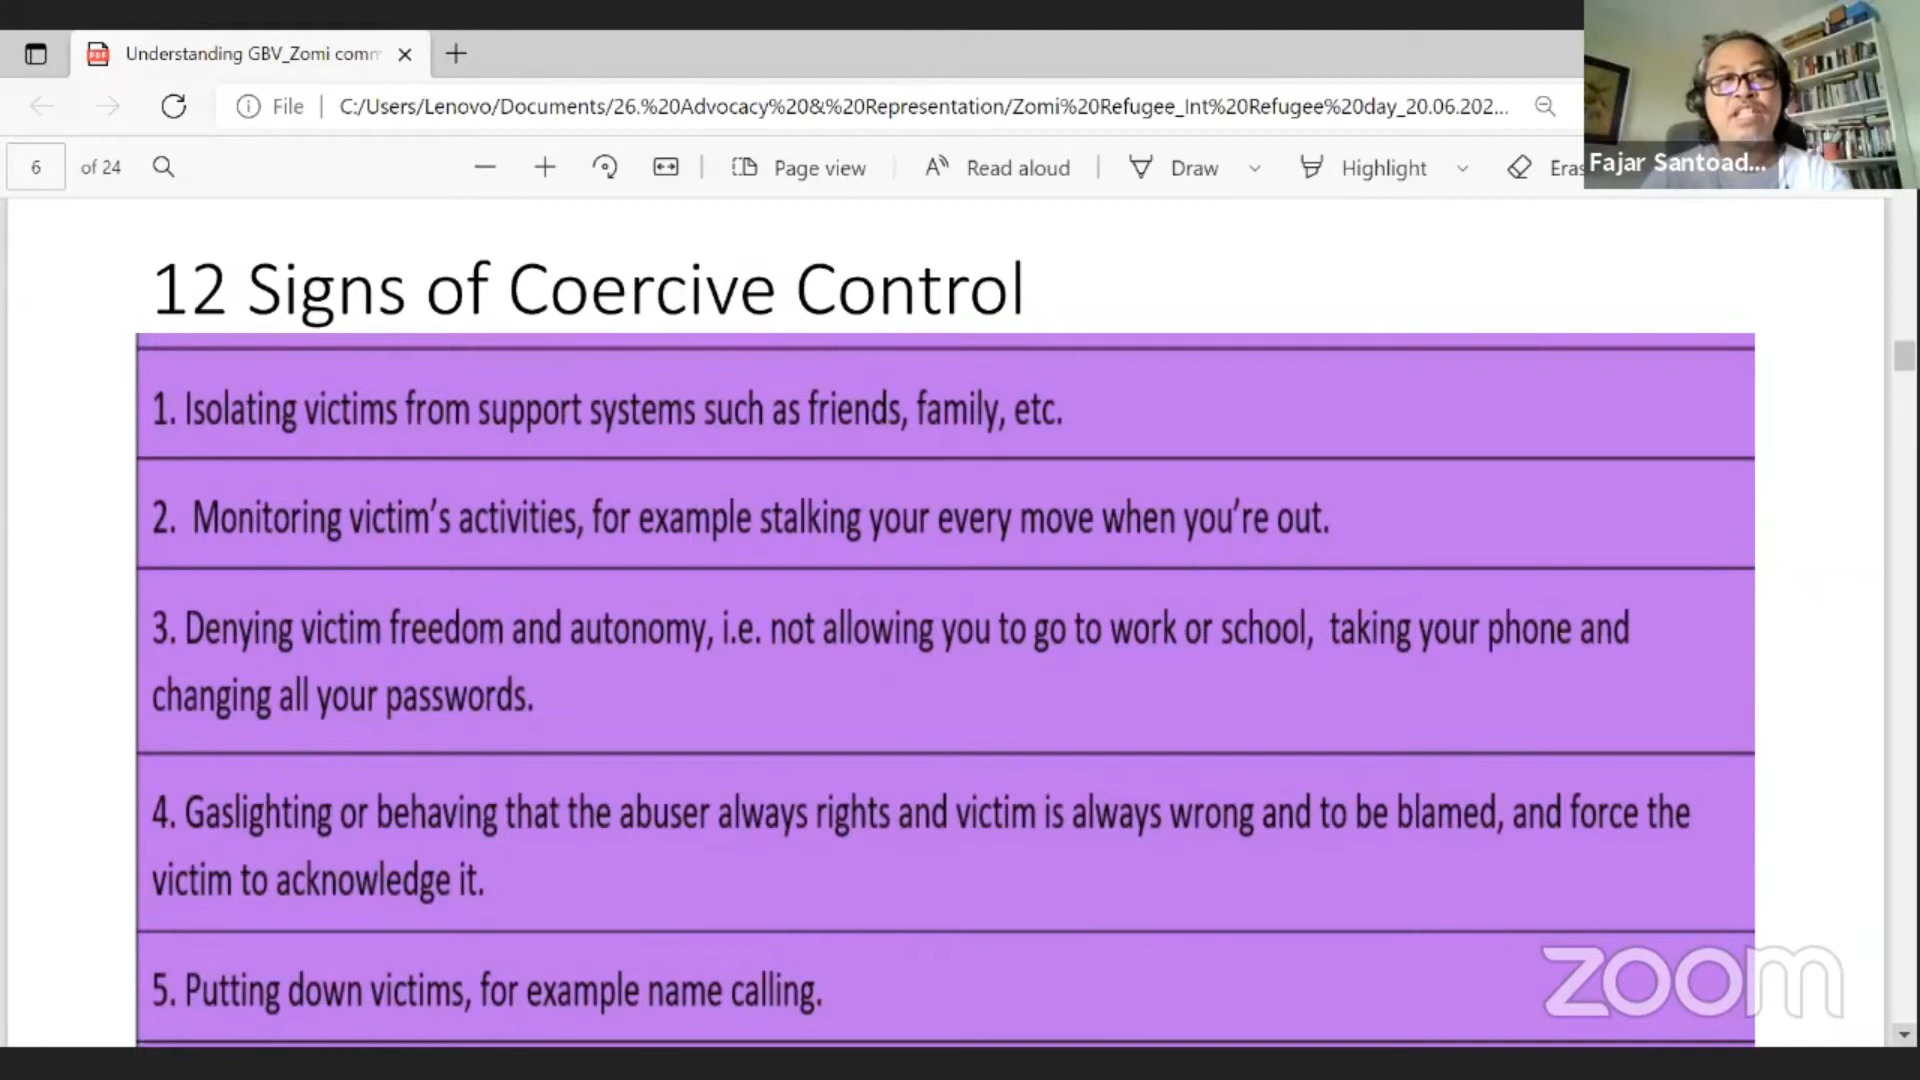 Understanding GBV_Zomi comm
File
C:/Users/Lenovo/Documents/26.%20Advocacy%20&%20Representation/Zomi%20Refugee_Int%20Refugee%20day_20.06.202...
6 of 24
Page view
Read aloud
Draw
Highlight
Eras
Fajar Santoad...
12 Signs of Coercive Control
1. Isolating victims from support systems such as friends, family, etc.
2. Monitoring victim’s activities, for example stalking your every move when you’re out.
3. Denying victim freedom and autonomy, i.e. not allowing you to go to work or school, taking your phone and
changing all your passwords.
4. Gaslighting or behaving that the abuser always rights and victim is always wrong and to be blamed, and force the
victim to acknowledge it.
5. Putting down victims, for example name calling.
zoom